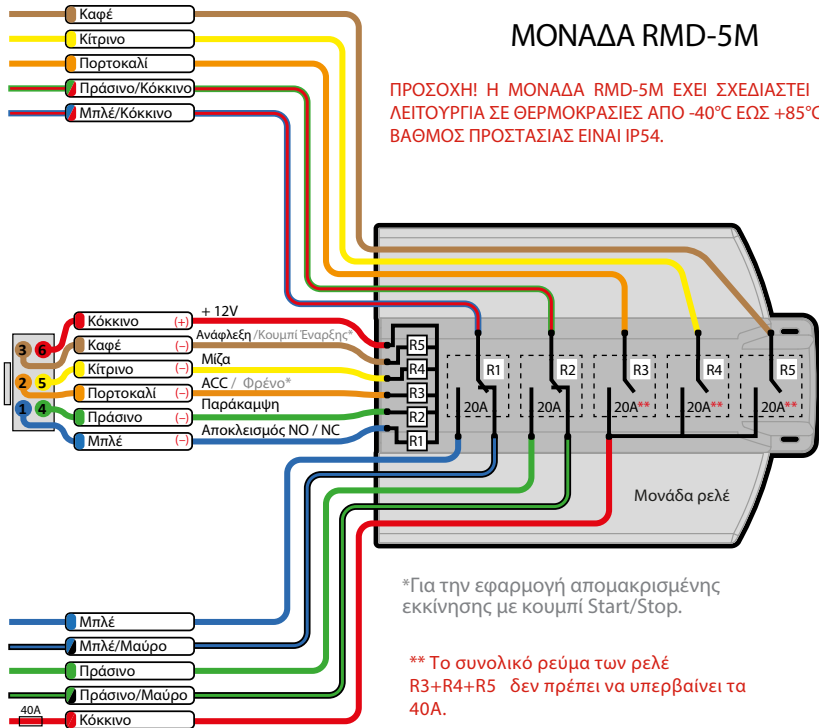 Καφέ
Κίτρινο
Πορτοκαλί
Πράσινο/Κόκκινο
Μπλέ/Κόκκινο
ΜΟΝΑΔΑ RMD-5M
ΠΡΟΣΟΧΗ! Η ΜΟΝΑΔΑ RMD-5M ΕΧΕΙ ΣΧΕΔΙΑΣΤΕΙ
ΛΕΙΤΟΥΡΓΙΑ ΣΕ ΘΕΡΜΟΚΡΑΣΙΕΣ ΑΠΟ -40°C ΕΩΣ +85°C
ΒΑΘΜΟΣ ΠΡΟΣΤΑΣΙΑΣ ΕΙΝΑΙ IP54.
3 6
2 5
1 4
Κόκκινο (+) + 12V
Καφέ (–) Ανάφλεξη /Κουμπί Έναρξης*
Κίτρινο (–) Μίζα
Πορτοκαλί (–) ACC / Φρένο*
Πράσινο (–) Παράκαμψη
Μπλέ (–) Αποκλεισμός NO / NC
R5
R4
R3
R2
R1
R1 R2 R3 R4 R5
20A 20A 20A** 20A** 20A**
Μονάδα ρελέ
*Για την εφαρμογή απομακρισμένης
εκκίνησης με κουμπί Start/Stop.
** Το συνολικό ρεύμα των ρελέ
R3+R4+R5 δεν πρέπει να υπερβαίνει τα
40A.
Μπλέ
Μπλέ/Μαύρο
Πράσινο
Πράσινο/Μαύρο
40A
Κόκκινο